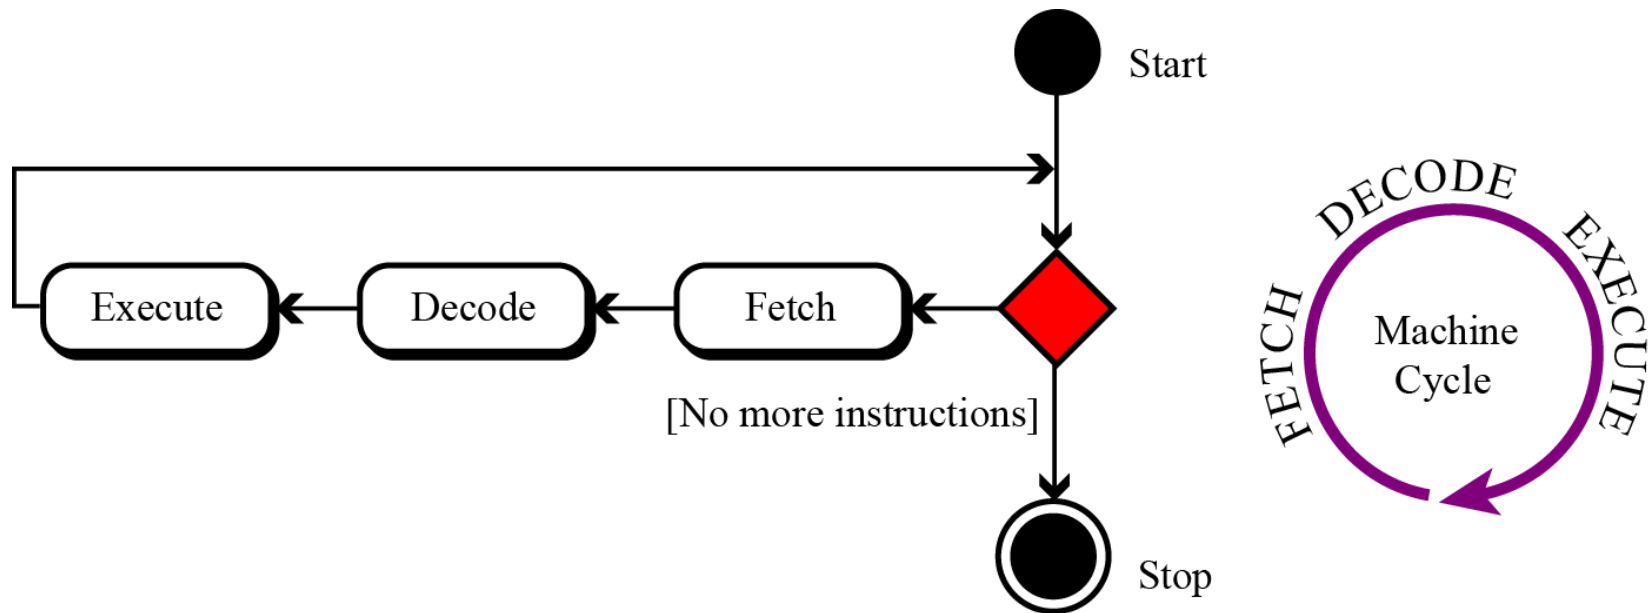 Start
Execute
Decode
Fetch
[No more instructions]
Stop
FETCH
DECODE
EXECUTE
Machine
Cycle